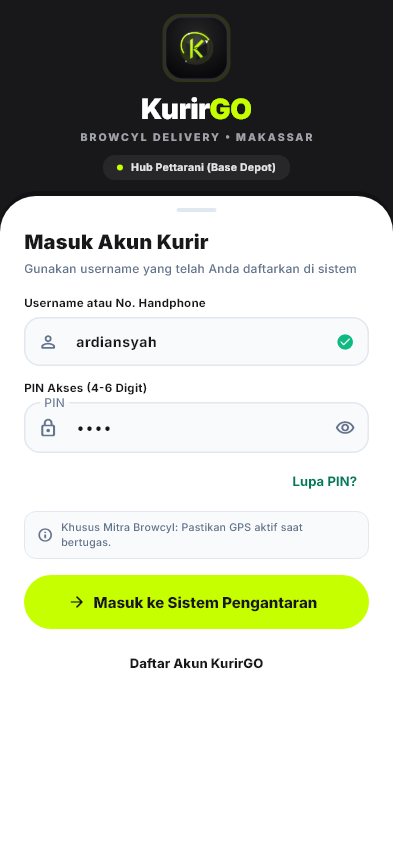 K
KurirGO
BROWCYL DELIVERY • MAKASSAR
Hub Pettarani (Base Depot)
Masuk Akun Kurir
Gunakan username yang telah Anda daftarkan di sistem
Username atau No. Handphone
ardiansyah
PIN Akses (4-6 Digit)
PIN
••••
Lupa PIN?
Khusus Mitra Browcyl: Pastikan GPS aktif saat
bertugas.
Masuk ke Sistem Pengantaran
Daftar Akun KurirGO